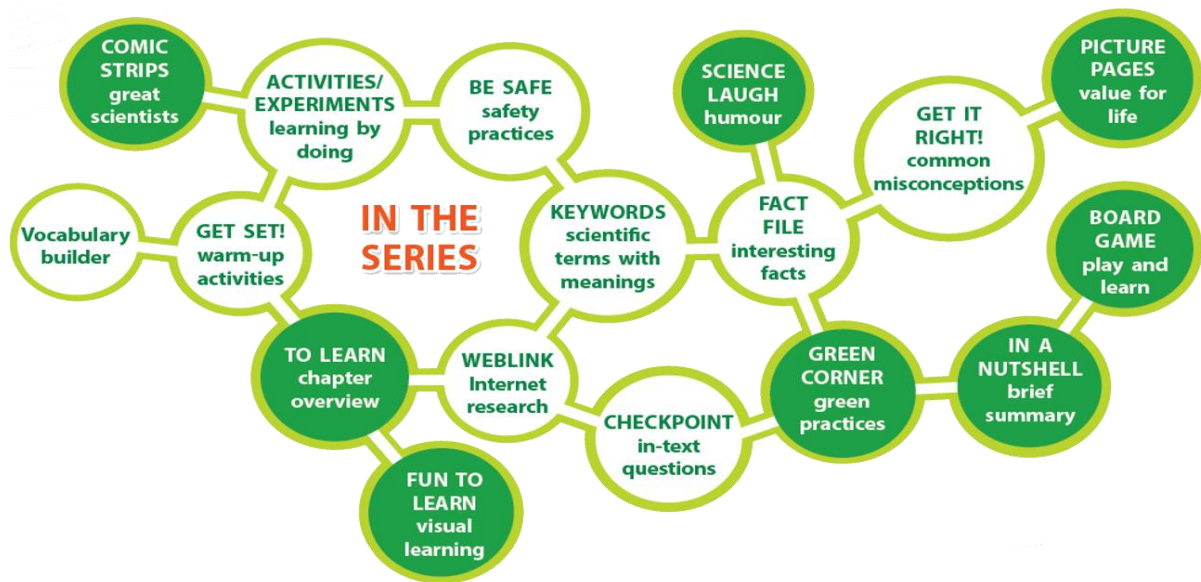 COMIC
STRIPS
great
scientists
ACTIVITIES/
EXPERIMENTS
learning by
doing
BE SAFE
safety
practices
SCIENCE
LAUGH
humour
GET IT
RIGHT!
common
misconceptions
PICTURE
PAGES
value for
life
Vocabulary
builder
GET SET!
warm-up
activities
IN THE
SERIES
KEYWORDS
scientific
terms with
meanings
FACT
FILE
interesting
facts
BOARD
GAME
play and
learn
TO LEARN
chapter
overview
WEBLINK
Internet
research
CHECKPOINT
in-text
questions
GREEN
CORNER
green
practices
IN A
NUTSHELL
brief
summary
FUN TO
LEARN
visual
learning